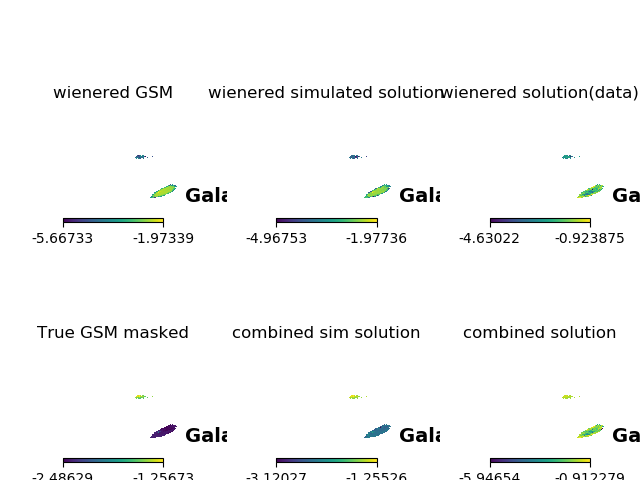 wienered GSM wienered simulated solution wienered solution(data)
Gala Gala Ga
-5.66733 -1.97339 -4.96753 -1.97736 -4.63022 -0.923875
True GSM masked combined sim solution combined solution
Gala Gala Ga
-2.48629 -1.25673 -3.12027 -1.25526 -5.94654 -0.912279